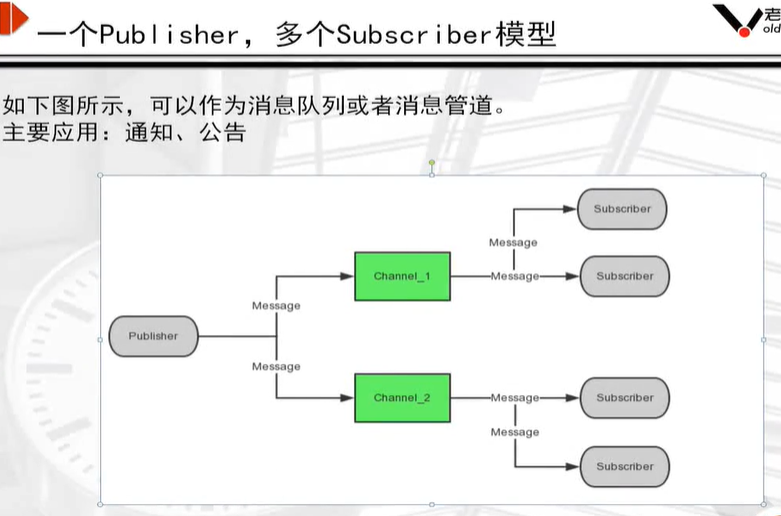 一个Publisher，多个Subscriber模型
老
old
如下图所示，可以作为消息队列或者消息管道。
主要应用：通知、公告
Subscriber
Message
Channel_1
Message
Subscriber
Message
Publisher
Message
Channel_2
Message
Subscriber
Message
Subscriber